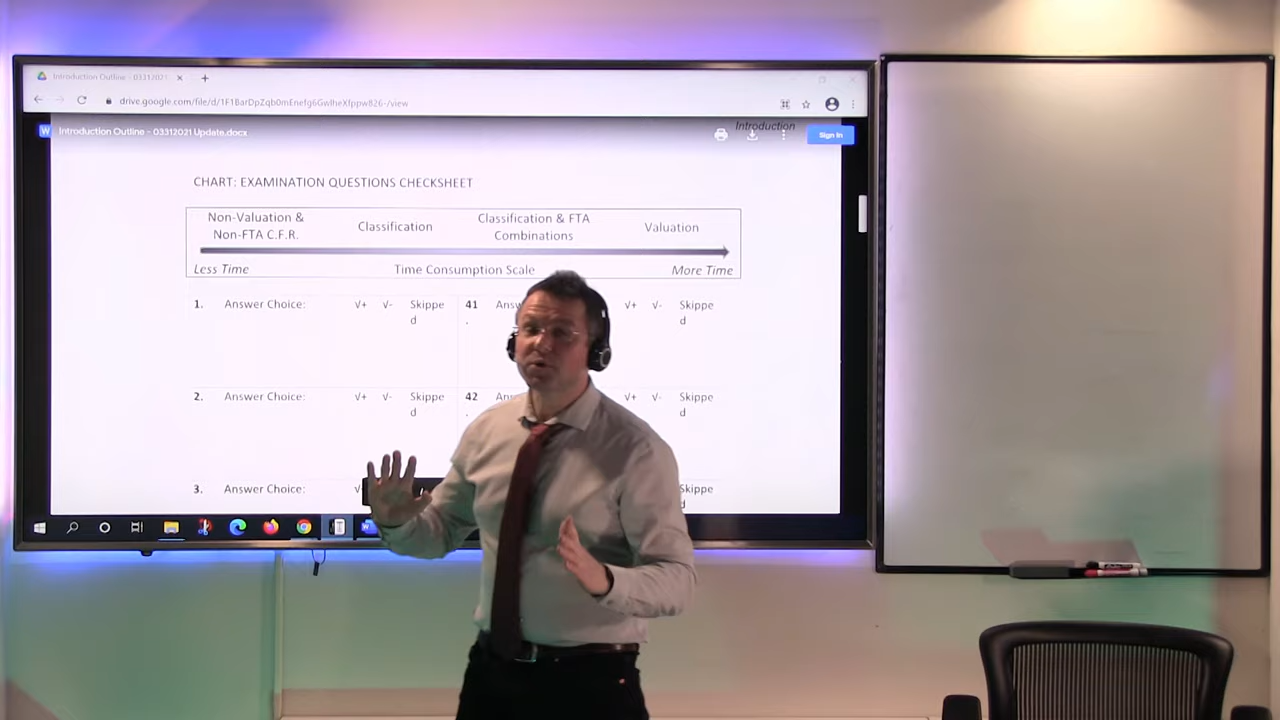 Introduction Outline - 0331202
drive.google.com/file/d/1F1BarDpZqb0mEnefg6GwlheXfppw826-/view
Introduction
Introduction Outline - 03312021 Update.docx
Sign in
CHART: EXAMINATION QUESTIONS CHECKSHEET
Non-Valuation & Classification & FTA
Non-FTA C.F.R. Classification Combinations Valuation
Less Time Time Consumption Scale More Time
1. Answer Choice: √+ √- Skippe 41 √+ √- Skippe
d . d
2. Answer Choice: √+ √- Skippe 42 √+ √- Skippe
d . d
3. Answer Choice: Skippe
d